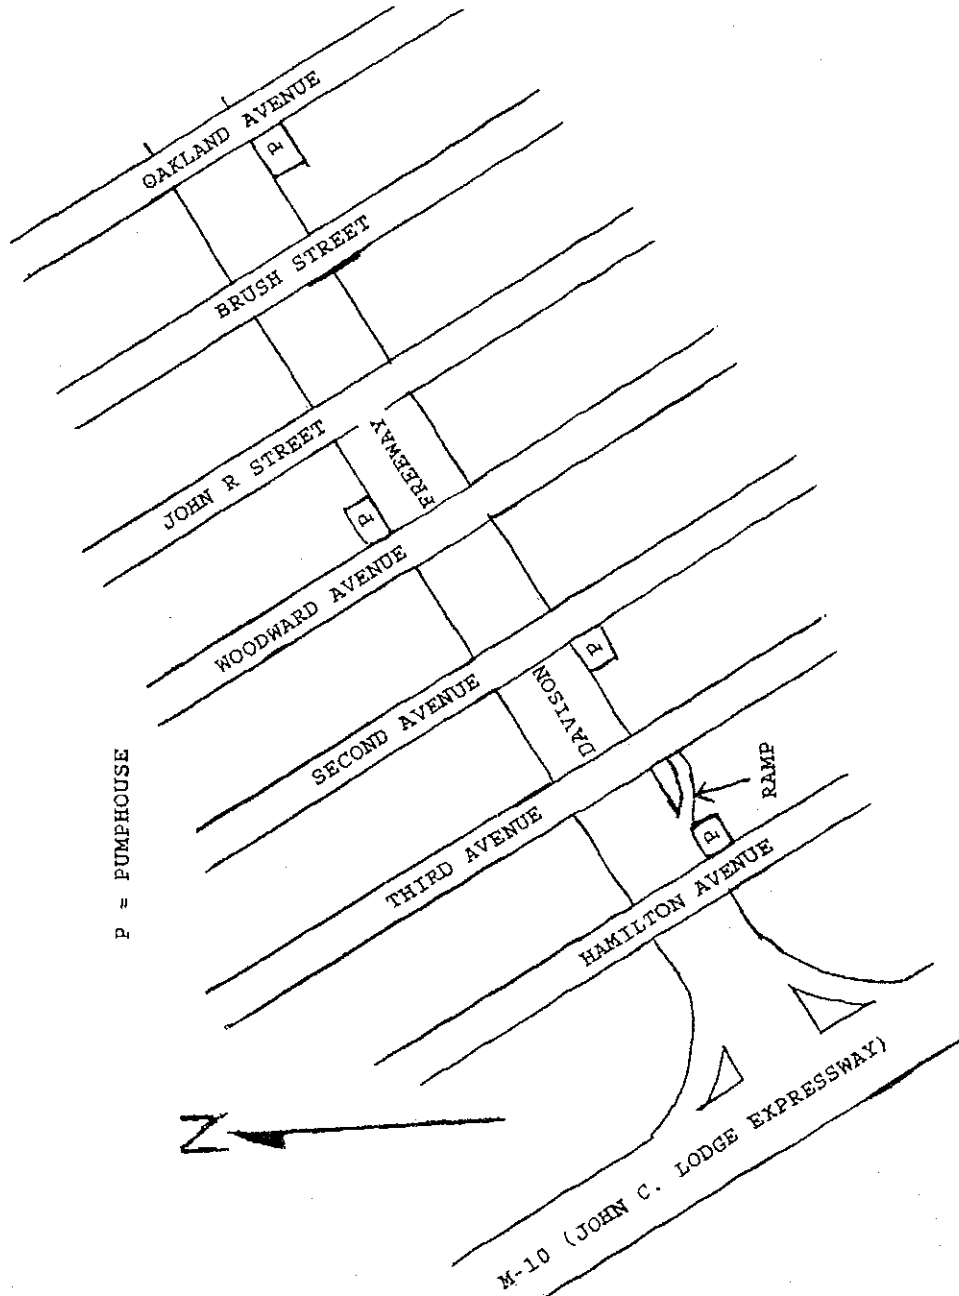 OAKLAND AVENUE
P
BRUSH STREET
JOHN R STREET
FREEWAY
P
WOODWARD AVENUE
P
SECOND AVENUE
DAVISON
P = PUMPHOUSE
RAMP
THIRD AVENUE
P
HAMILTON AVENUE
N
M-10 (JOHN C. LODGE EXPRESSWAY)